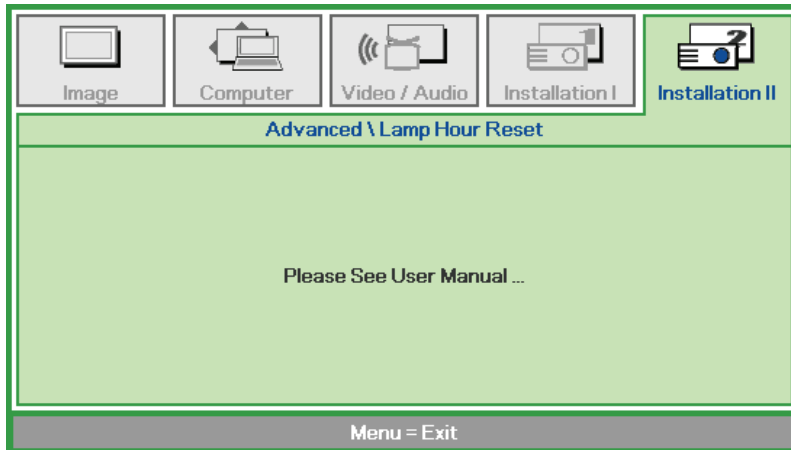 Image
Computer
Video / Audio
Installation I
Installation II
Advanced \ Lamp Hour Reset
Please See User Manual ...
Menu = Exit